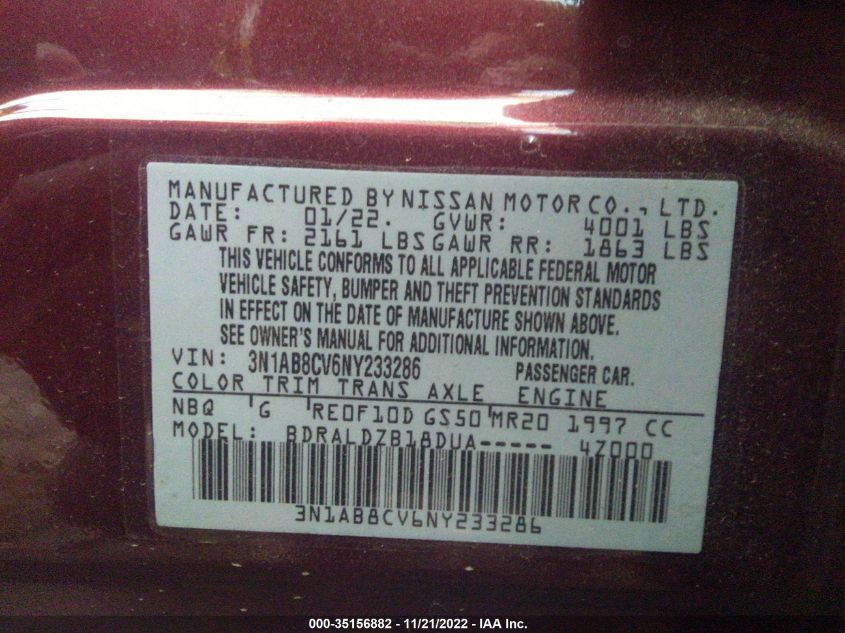 MANUFACTURED BY NISSAN MOTOR CO., LTD.
DATE: 01/22. GVWR: 4001 LBS
GAWR FR: 2161 LBS GAWR RR: 1863 LBS
THIS VEHICLE CONFORMS TO ALL APPLICABLE FEDERAL MOTOR
VEHICLE SAFETY, BUMPER AND THEFT PREVENTION STANDARDS
IN EFFECT ON THE DATE OF MANUFACTURE SHOWN ABOVE.
SEE OWNER'S MANUAL FOR ADDITIONAL INFORMATION.
VIN: 3N1AB8CV6NY233286 PASSENGER CAR.
COLOR TRIM TRANS AXLE ENGINE
NBQ 'G 'RE0F10D GS50'MR20 1997 CC
MODEL: BDRALDZB18DUA----- 4Z000
3N1AB8CV6NY233286
000-35156882 - 11/21/2022 - IAA Inc.